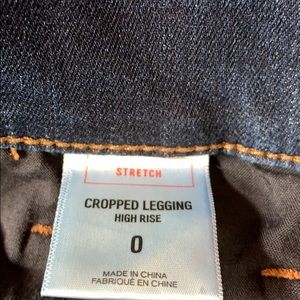 STRETCH
CROPPED LEGGING
HIGH RISE
0
MADE IN CHINA
FABRIQUÉ EN CHINE